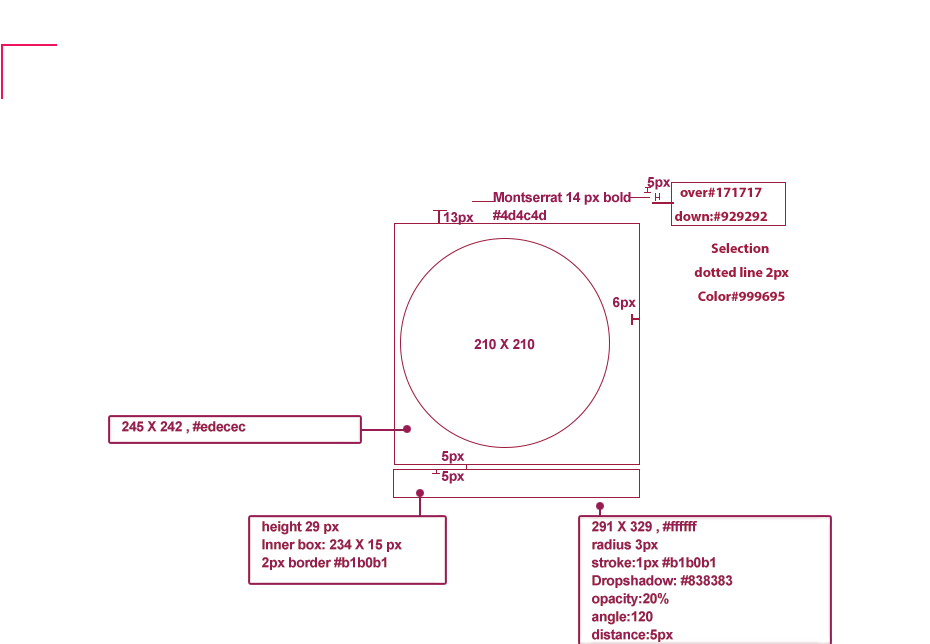 5px
over#171717
Montserrat 14 px bold
#4d4c4d
13px
down:#929292
Selection
dotted line 2px
Color#999695
6px
210 X 210
245 X 242 , #edecec
5px
5px
height 29 px
Inner box: 234 X 15 px
2px border #b1b0b1
291 X 329 , #ffffff
radius 3px
stroke:1px #b1b0b1
Dropshadow: #838383
opacity:20%
angle:120
distance:5px